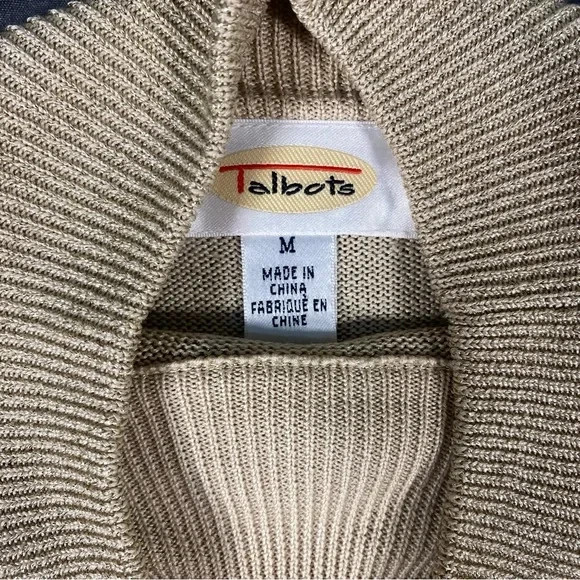 Talbots
M
MADE IN
CHINA
FABRIQUÉ EN
CHINE